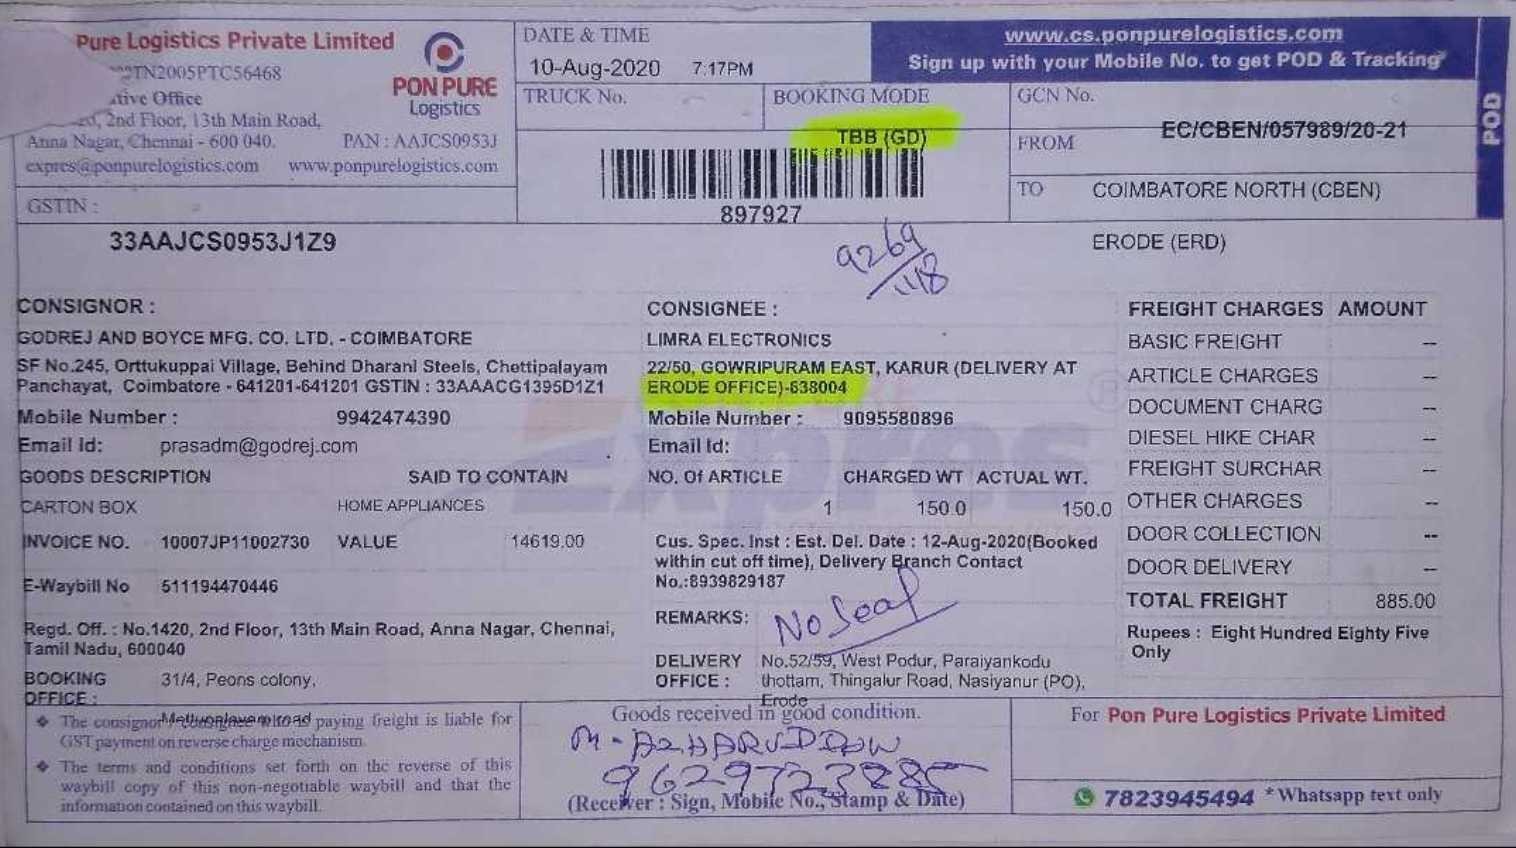 Pure Logistics Private Limited
TN2005PTC56468
ative Office
2nd Floor, 13th Main Road,
Anna Nagar, Chennai - 600 040. PAN : AAJCS0953J
expres@ponpurelogistics.com www.ponpurelogistics.com
PON PURE
Logistics
GSTIN :
33AAJCS0953J1Z9
DATE & TIME
10-Aug-2020 7:17PM
TRUCK No.
BOOKING MODE
TBB (GD)
897927
9269
www.cs.ponpurelogistics.com
Sign up with your Mobile No. to get POD & Tracking
POD
GCN No.
EC/CBEN/057989/20-21
FROM
TO COIMBATORE NORTH (CBEN)
ERODE (ERD)
CONSIGNOR :
GODREJ AND BOYCE MFG. CO. LTD. - COIMBATORE
SF No.245, Orttukuppai Village, Behind Dharani Steels, Chettipalayam
Panchayat, Coimbatore - 641201-641201 GSTIN : 33AAACG1395D1Z1
Mobile Number : 9942474390
Email Id: prasadm@godrej.com
CONSIGNEE :
LIMRA ELECTRONICS
22/50, GOWRIPURAM EAST, KARUR (DELIVERY AT
ERODE OFFICE)-638004
Mobile Number : 9095580896
Email Id:
Expres
GOODS DESCRIPTION SAID TO CONTAIN NO. Of ARTICLE CHARGED WT ACTUAL WT.
CARTON BOX HOME APPLIANCES 1 150.0 150.0
INVOICE NO. 10007JP11002730 VALUE 14619.00
E-Waybill No 511194470446
Regd. Off. : No.1420, 2nd Floor, 13th Main Road, Anna Nagar, Chennai,
Tamil Nadu, 600040
BOOKING 31/4, Peons colony,
OFFICE :
Mettupalayam road
Cus. Spec. Inst : Est. Del. Date : 12-Aug-2020(Booked
within cut off time), Delivery Branch Contact
No.:8939829187
REMARKS: No Seal
DELIVERY No.52/59, West Podur, Paraiyankodu
OFFICE : thottam, Thingalur Road, Nasiyanur (PO),
Erode
FREIGHT CHARGES AMOUNT
BASIC FREIGHT --
ARTICLE CHARGES --
DOCUMENT CHARG --
DIESEL HIKE CHAR --
FREIGHT SURCHAR --
OTHER CHARGES --
DOOR COLLECTION --
DOOR DELIVERY --
TOTAL FREIGHT 885.00
Rupees : Eight Hundred Eighty Five
Only
❖ The consignor paying freight is liable for
GST payment on reverse charge mechanism.
❖ The terms and conditions set forth on the reverse of this
waybill copy of this non-negotiable waybill and that the
information contained on this waybill.
Goods received in good condition.
M-AZHARUDDIN
(Receiver : Sign, Mobile No., Stamp & Date)
For Pon Pure Logistics Private Limited
7823945494 *Whatsapp text only